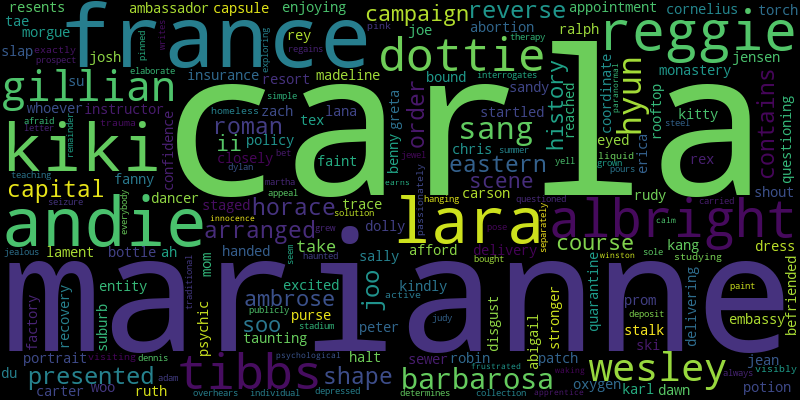 resents ambassador capsule enjoying reverse appointment cornelius torch
tae france campaign ralph reggie
morgue rey joe abortion
slap josh dottie jensen
gillian insurance resort madeline therapy monastery
su bound sandy hyun
whoever instructor zach lana order startled history reached coordinate rooftop kitty contains questioning
kiki carla
confidence roman tex benny greta sang eyed
ii policy chris summer liquid erica rex
closely faint eastern yell grown steel
fanny dylan scene pours
capital dancer martha carson rudy shout
andie staged horace trace passionately lara albright
arranged dolly course calm
lament bottle ah handed take afford delivery kang dress
marianne
entity mom excited sally kindly studying
factory recovery suburb psychic ambrose purse joo active stronger quarantine prom delivering embassy befriended
soo publicly peter disgust abigail stalk
taunting stadium judy ski
portrait visiting halt sewer robin patch jean visibly
du presented dennis tibbs psychological shape barbarosa oxygen wesley
carter woo ruth adam overhears individual depressed frustrated determines collection apprentice waking karl dawn always potion
pink writes exactly prospect pinned elaborate exploring regains
afraid simple homeless interrogates paranormal
letter trauma remainder bet jewel
teaching appeal earns
seizure everybody innocence hanging questioned carried
jealous solution grew pose separately winston sole
traditional seem haunted bought deposit paint